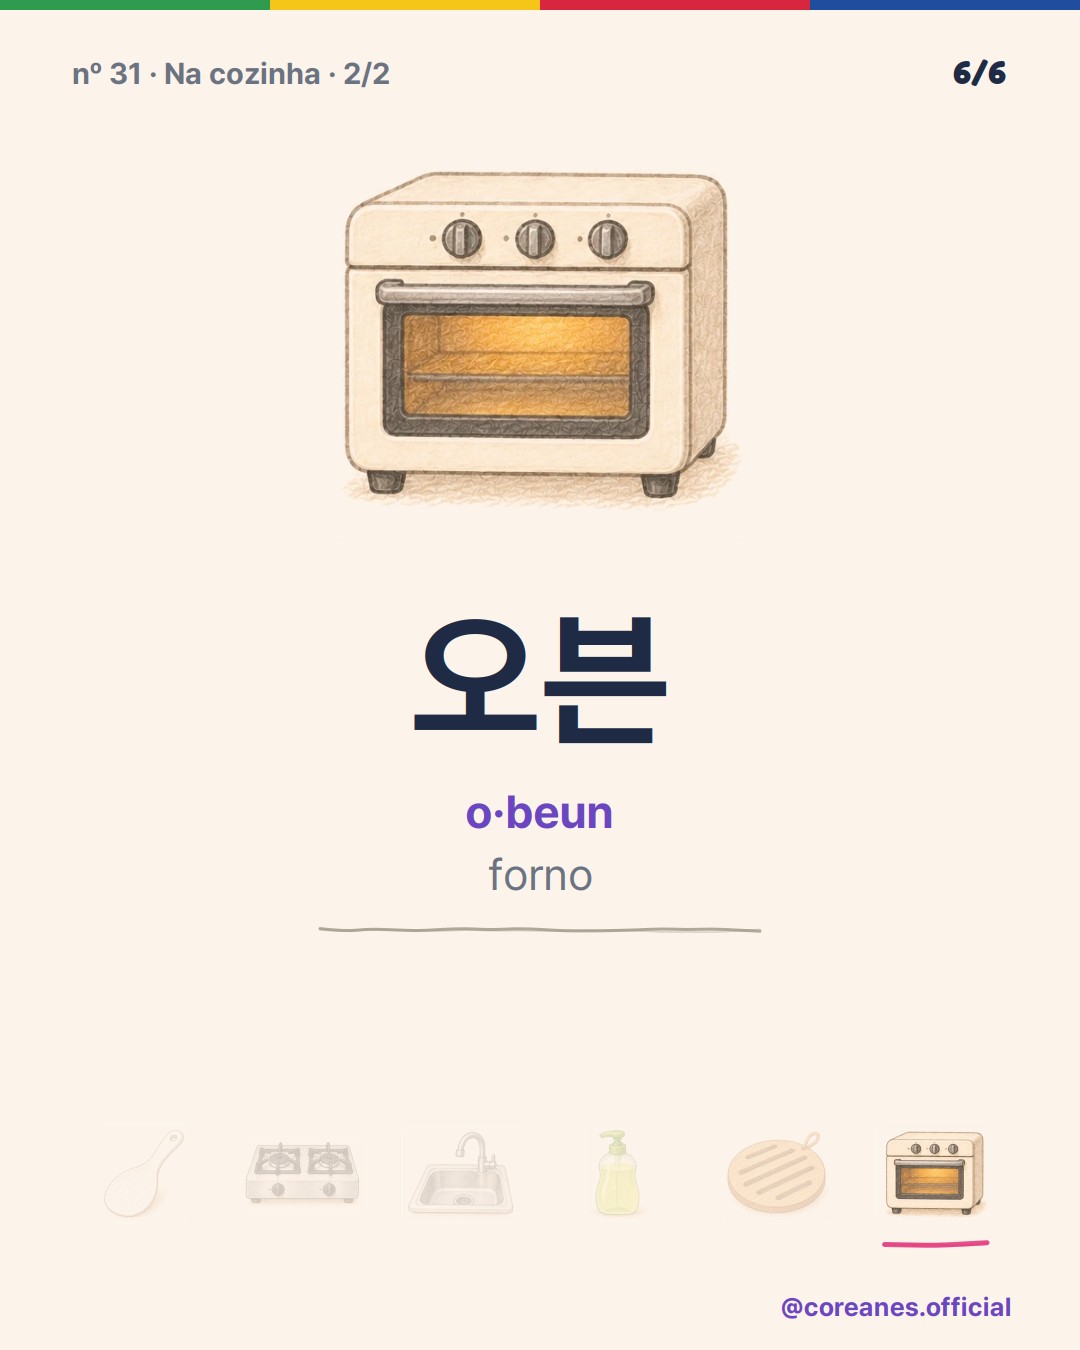 nº 31 · Na cozinha · 2/2
6/6
오븐
o·beun
forno
@coreanes.official